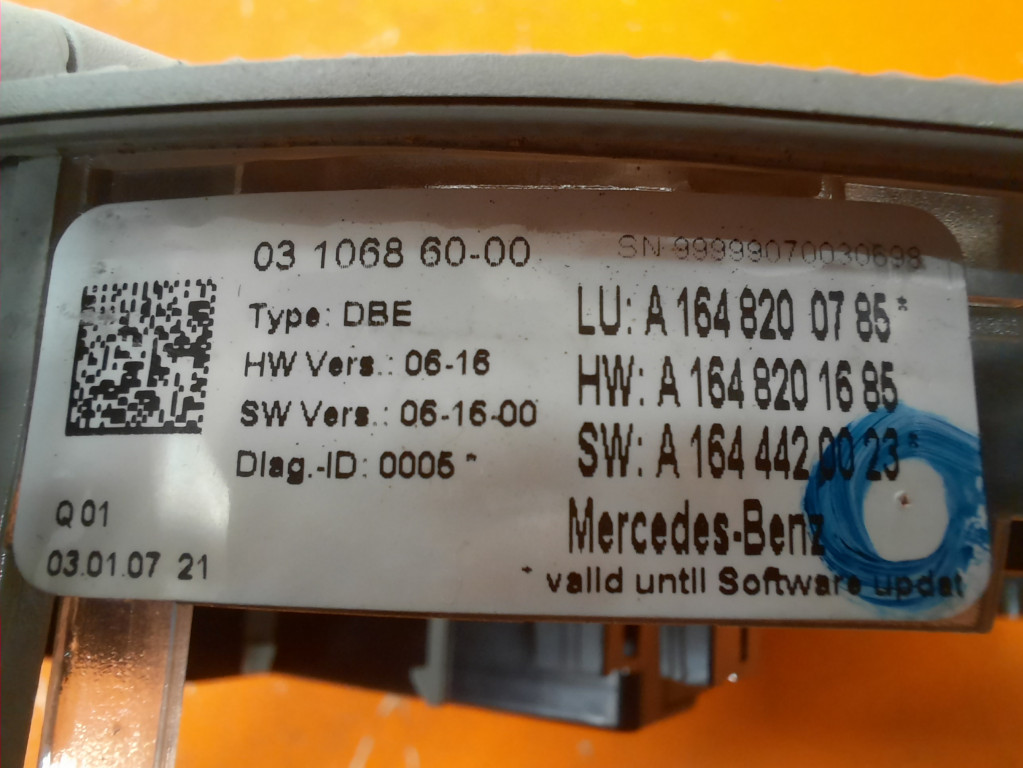 03 1068 60-00
SN 99999070030698
Type: DBE
HW Vers.: 06-16
SW Vers.: 06-16-00
Diag.-ID: 0005 *
LU: A 164 820 07 85*
HW: A 164 820 16 85
SW: A 164 442 00 23*
Mercedes-Benz
* valid until Software updat
Q 01
03.01.07 21